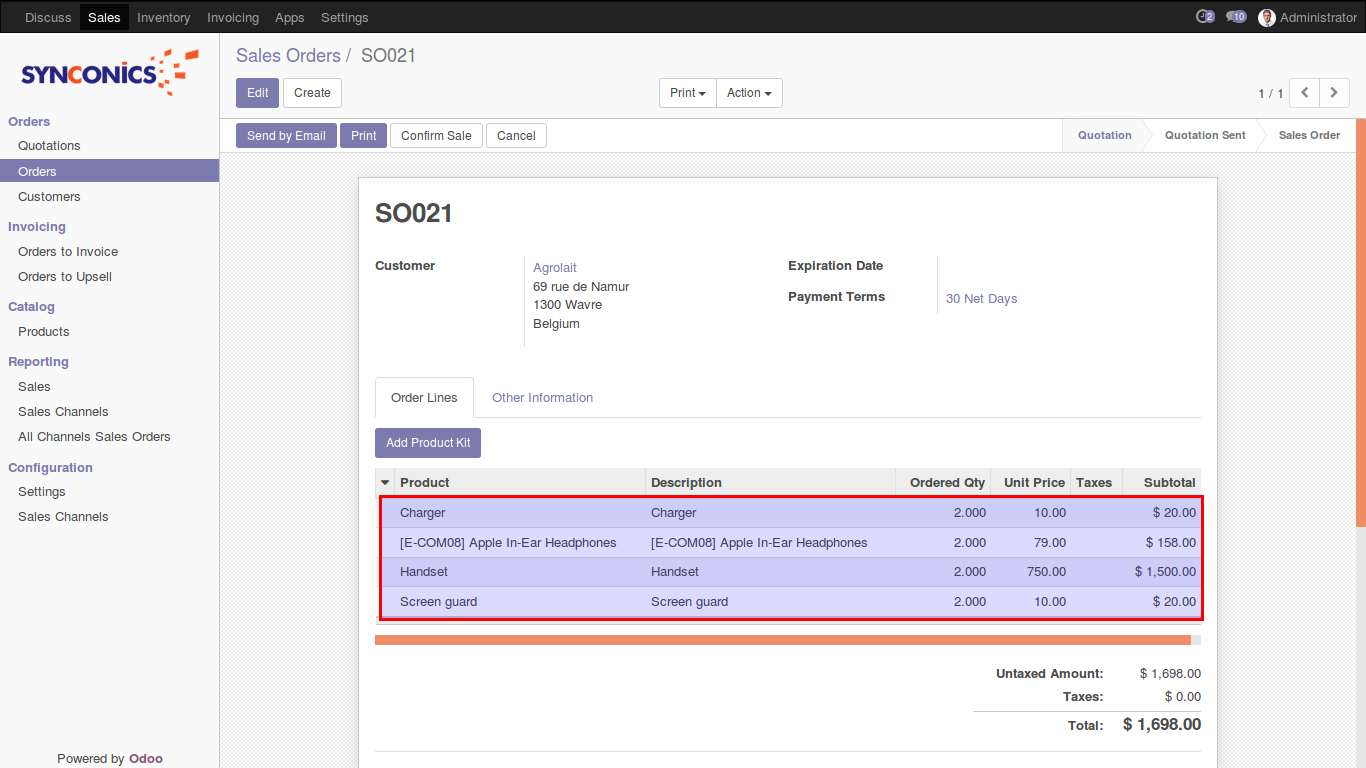 Discuss Sales Inventory Invoicing Apps Settings 2 10 Administrator
SYNCONICS
Sales Orders / SO021
Edit Create Print Action 1 / 1
Send by Email Print Confirm Sale Cancel Quotation Quotation Sent Sales Order
Orders
Quotations
Orders
Customers
Invoicing
Orders to Invoice
Orders to Upsell
Catalog
Products
Reporting
Sales
Sales Channels
All Channels Sales Orders
Configuration
Settings
Sales Channels
Powered by Odoo
SO021
Customer Agrolait
69 rue de Namur
1300 Wavre
Belgium
Expiration Date
Payment Terms 30 Net Days
Order Lines Other Information
Add Product Kit
Product Description Ordered Qty Unit Price Taxes Subtotal
Charger Charger 2.000 10.00 $ 20.00
[E-COM08] Apple In-Ear Headphones [E-COM08] Apple In-Ear Headphones 2.000 79.00 $ 158.00
Handset Handset 2.000 750.00 $ 1,500.00
Screen guard Screen guard 2.000 10.00 $ 20.00
Untaxed Amount: $ 1,698.00
Taxes: $ 0.00
Total: $ 1,698.00